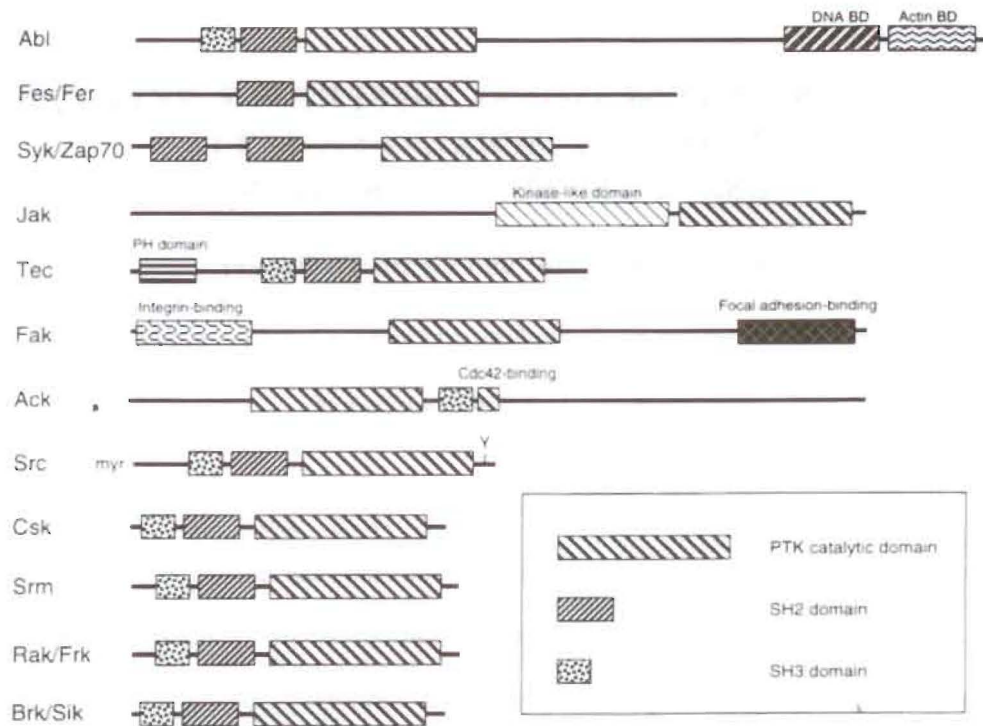 DNA BD Actin BD
Abl
Fes/Fer
Syk/Zap70
Kinase-like domain
Jak
PH domain
Tec
Integrin-binding Focal adhesion-binding
Fak
Cdc42-binding
Ack
Y
Src myr
Csk
PTK catalytic domain
Srm
SH2 domain
Rak/Frk
SH3 domain
Brk/Sik